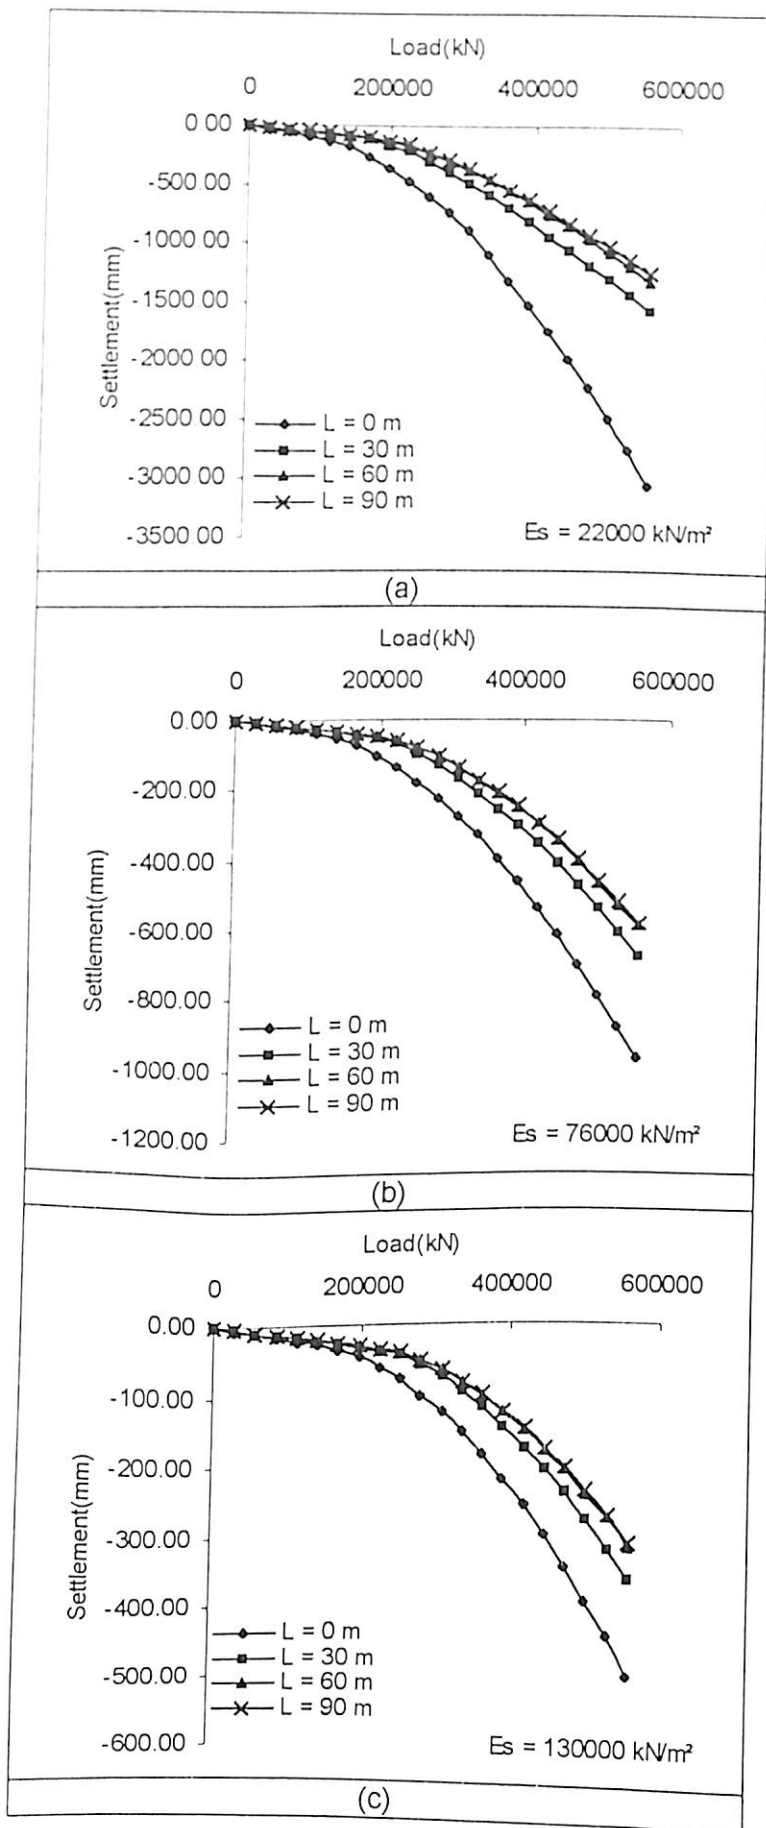 Load(kN)
0 200000 400000 600000
0 00
-500.00
-1000 00
-1500 00
-2000 00
-2500 00
-3000 00
-3500 00
Settlement(mm)
L = 0 m
L = 30 m
L = 60 m
L = 90 m
Es = 22000 kN/m²
(a)
Load(kN)
0 200000 400000 600000
0.00
-200.00
-400.00
-600.00
-800.00
-1000.00
-1200.00
Settlement(mm)
L = 0 m
L = 30 m
L = 60 m
L = 90 m
Es = 76000 kN/m²
(b)
Load(kN)
0 200000 400000 600000
0.00
-100.00
-200.00
-300.00
-400.00
-500.00
-600.00
Settlement(mm)
L = 0 m
L = 30 m
L = 60 m
L = 90 m
Es = 130000 kN/m²
(c)